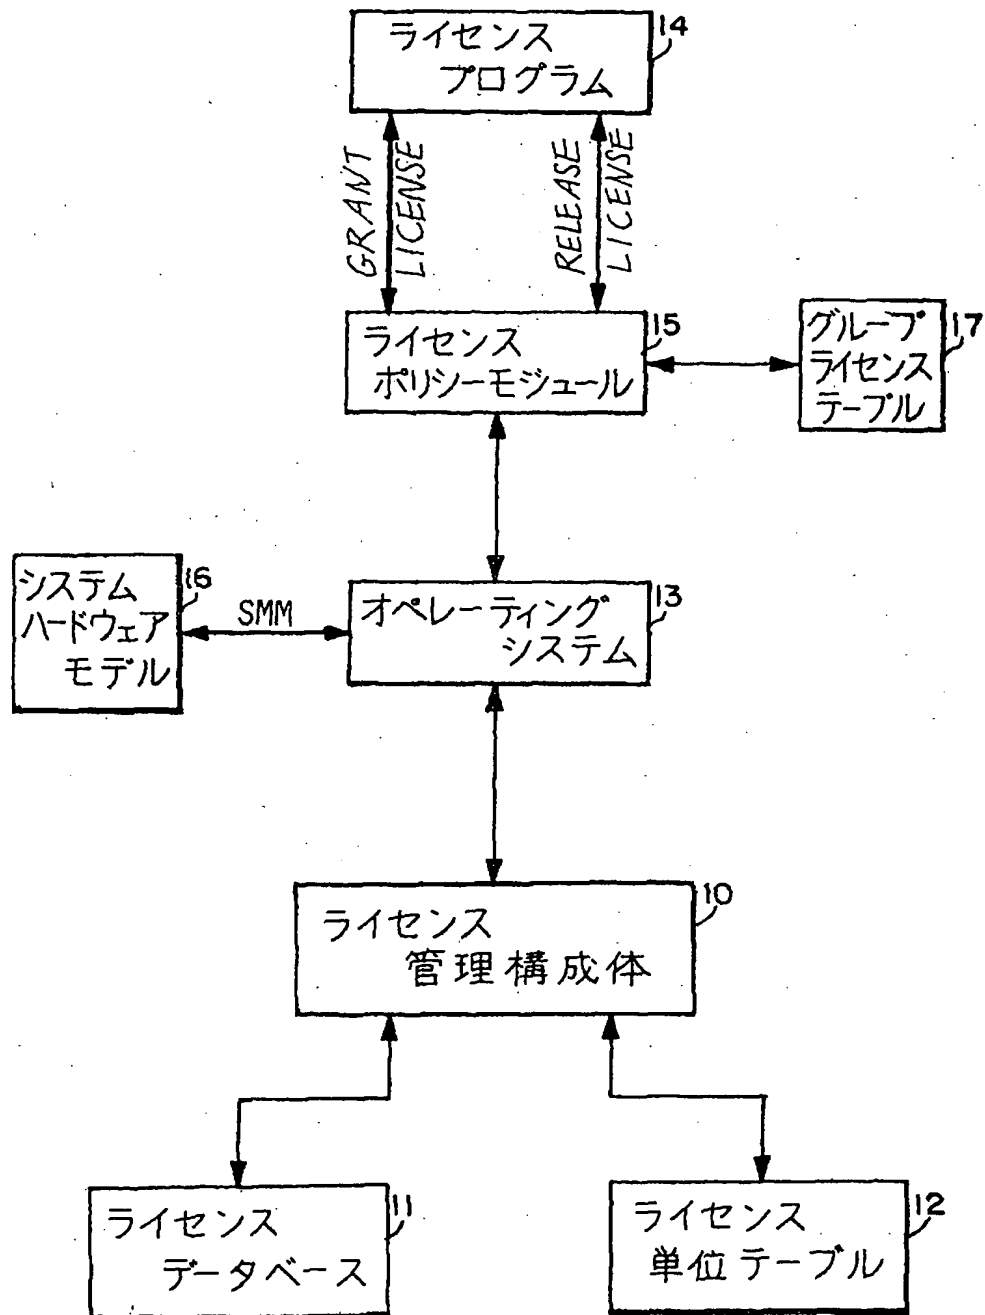 ライセンス
プログラム
14
GRANT
LICENSE
RELEASE
LICENSE
ライセンス
ポリシーモジュール
15
グループ
ライセンス
テーブル
17
システム
ハードウェア
モデル
16
SMM
オペレーティング
システム
13
ライセンス
管理構成体
10
ライセンス
データベース
11
ライセンス
単位テーブル
12